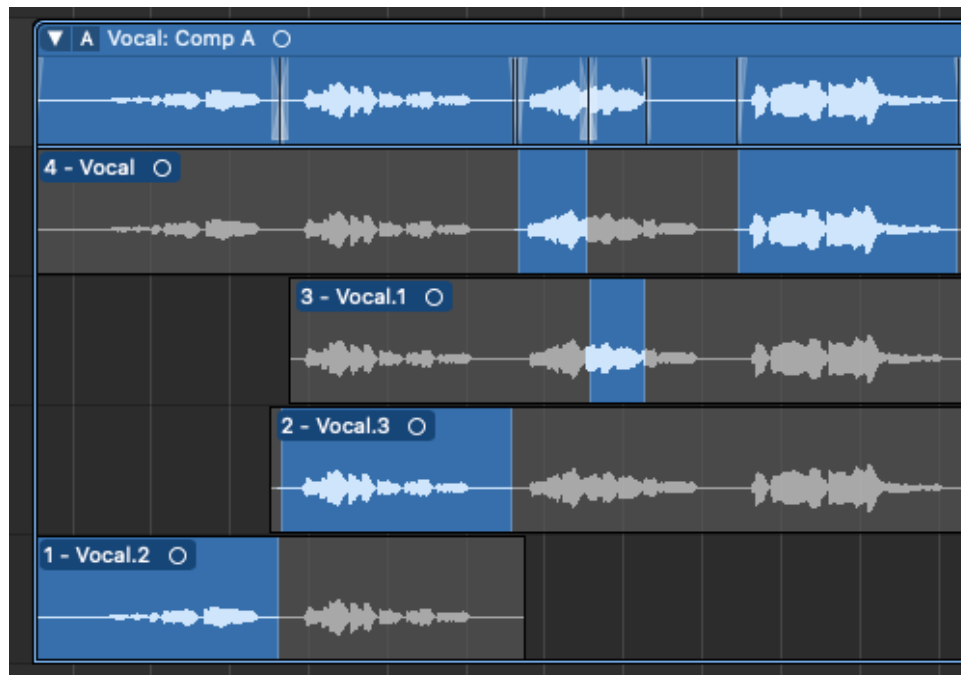 A Vocal: Comp A
4 - Vocal
3 - Vocal.1
2 - Vocal.3
1 - Vocal.2